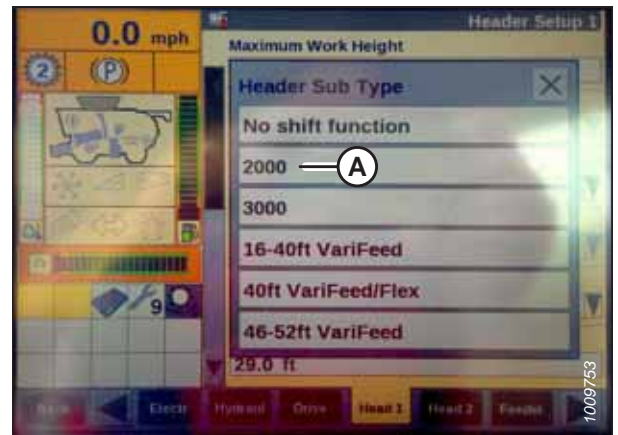 0.0 mph
Header Setup 1
2
(P)
Maximum Work Height
Header Sub Type
No shift function
2000
A
3000
16-40ft VariFeed
40ft VariFeed/Flex
46-52ft VariFeed
9
29.0 ft
Back
Electr
Hydraul
Drive
Head 1
Head 2
Feeder
1009753